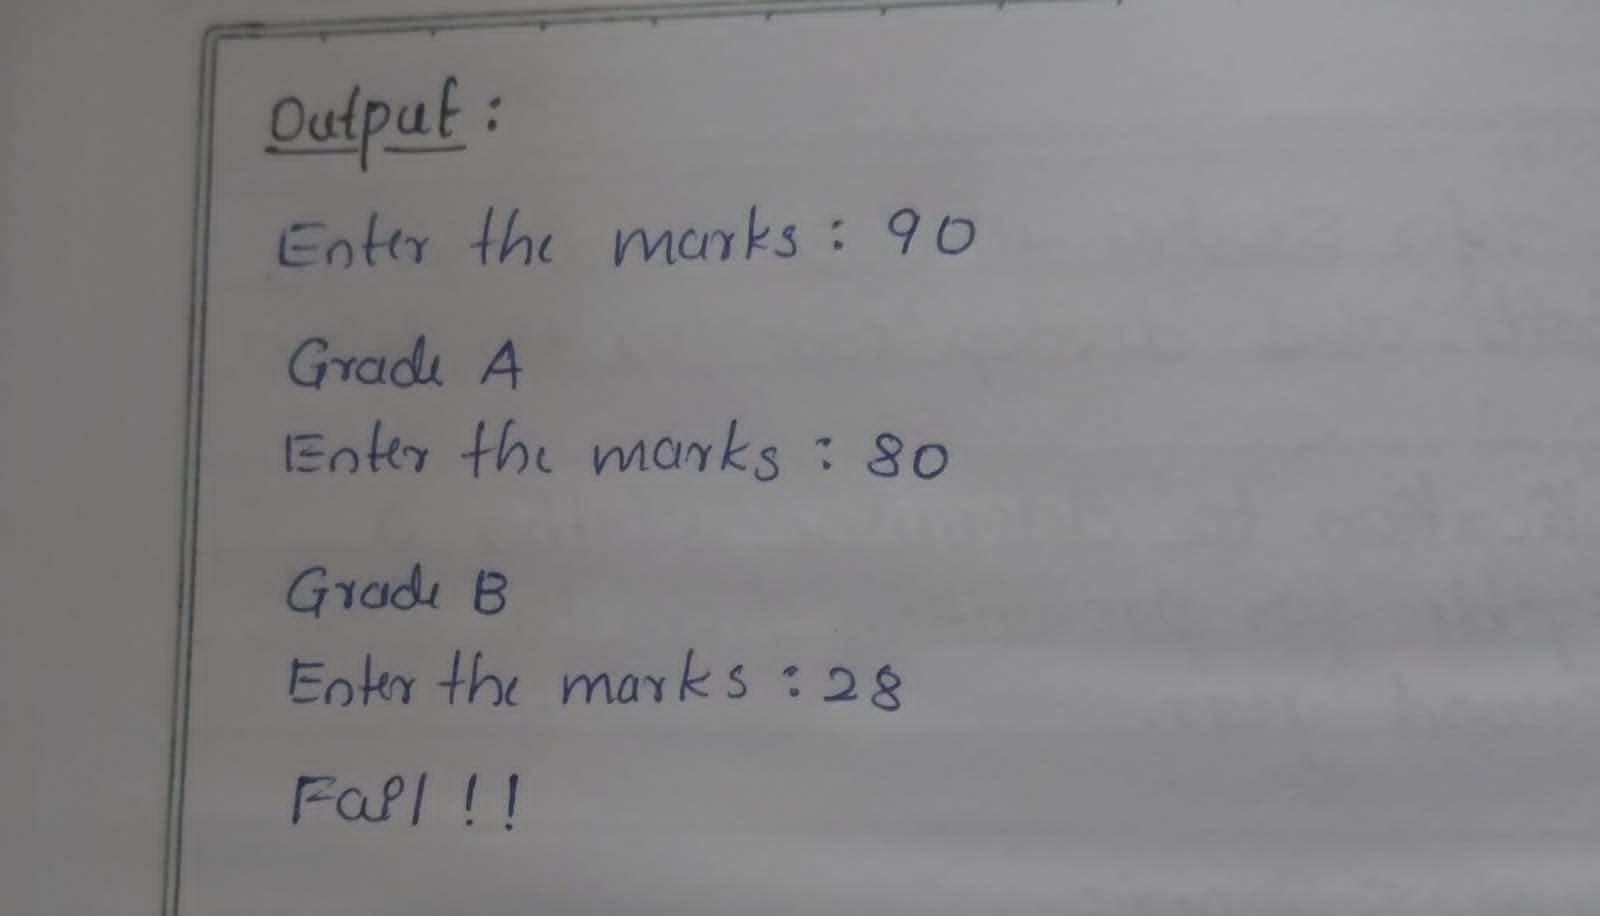 Output :
Enter the marks : 90
Grade A
Enter the marks : 80
Grade B
Enter the marks : 28
Fail !!